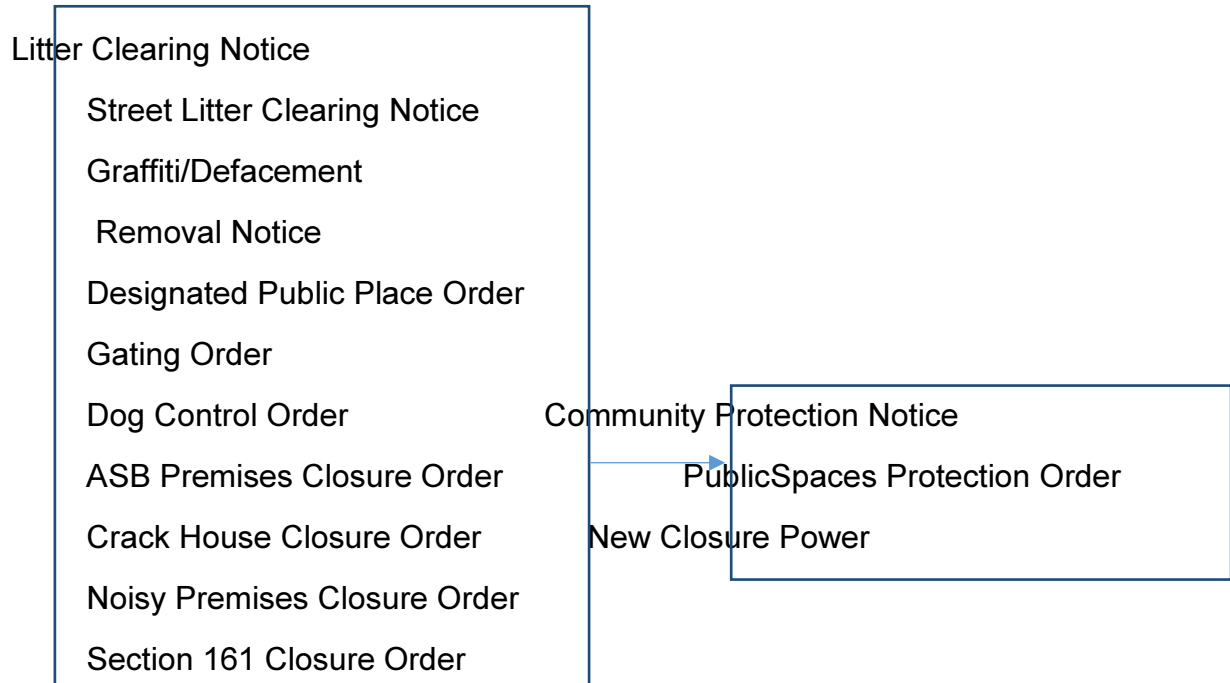 Litter Clearing Notice
Street Litter Clearing Notice
Graffiti/Defacement
Removal Notice
Designated Public Place Order
Gating Order
Dog Control Order
ASB Premises Closure Order
Crack House Closure Order
Noisy Premises Closure Order
Section 161 Closure Order
Community Protection Notice
PublicSpaces Protection Order
New Closure Power